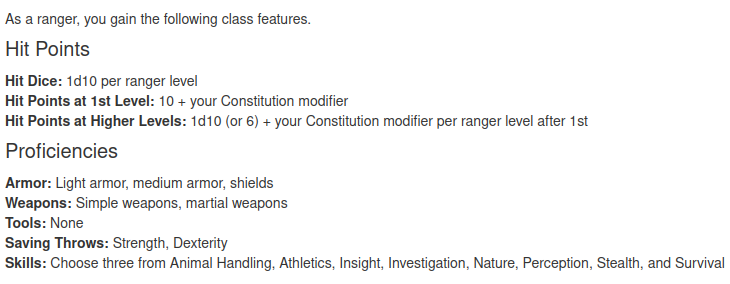 As a ranger, you gain the following class features.
Hit Points
Hit Dice: 1d10 per ranger level
Hit Points at 1st Level: 10 + your Constitution modifier
Hit Points at Higher Levels: 1d10 (or 6) + your Constitution modifier per ranger level after 1st
Proficiencies
Armor: Light armor, medium armor, shields
Weapons: Simple weapons, martial weapons
Tools: None
Saving Throws: Strength, Dexterity
Skills: Choose three from Animal Handling, Athletics, Insight, Investigation, Nature, Perception, Stealth, and Survival